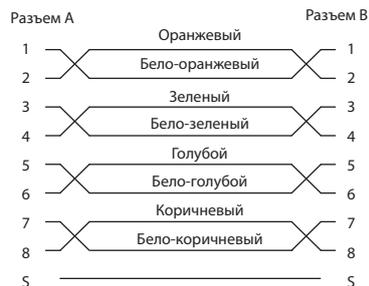 Разъем А Разъем В
Оранжевый
1 1
Бело-оранжевый
2 2
Зеленый
3 3
Бело-зеленый
4 4
Голубой
5 5
Бело-голубой
6 6
Коричневый
7 7
Бело-коричневый
8 8
S S